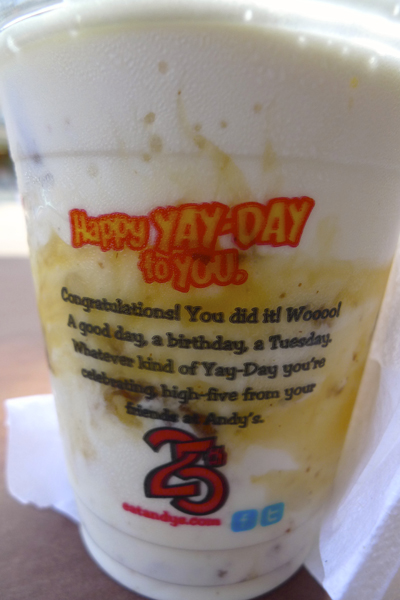 Happy YAY-DAY
to YOU.
Congratulations! You did it! Woooo!
A good day, a birthday, a Tuesday.
Whatever kind of Yay-Day you're
celebrating, high-five from your
friends at Andy's.
25th
eatandys.com f t